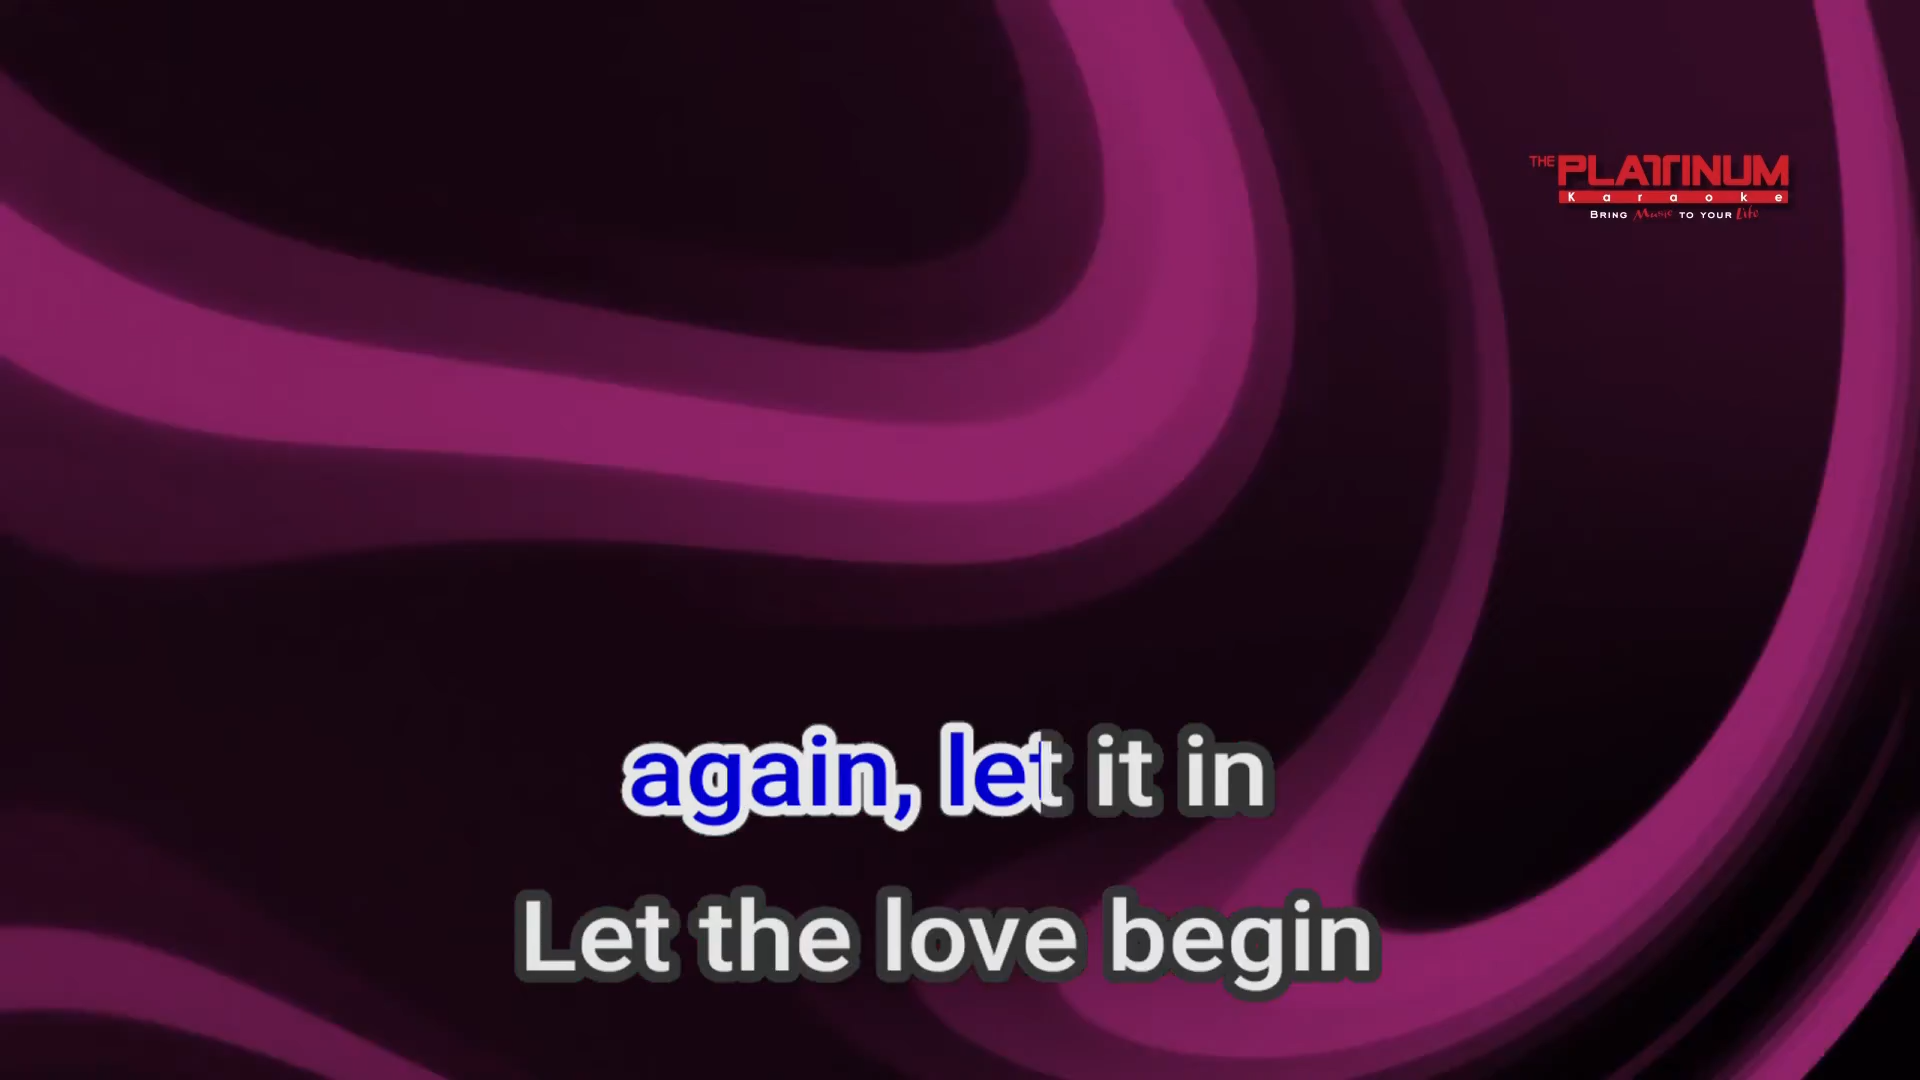 THE PLATINUM
Karaoke
BRING Music TO YOUR Life
again, let it in
Let the love begin